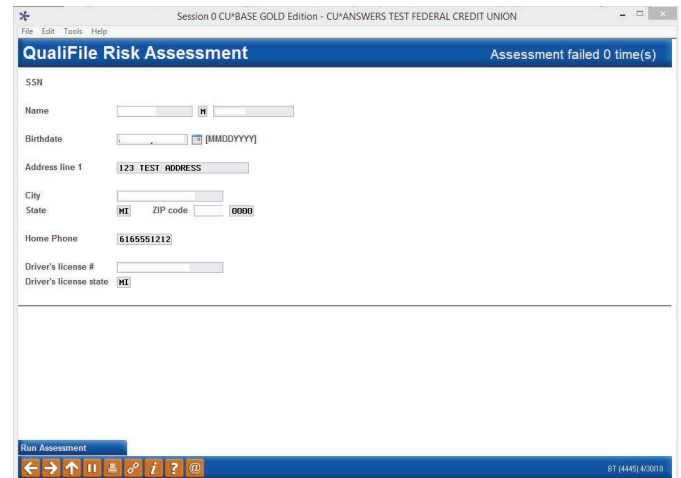 Session 0 CU*BASE GOLD Edition - CU*ANSWERS TEST FEDERAL CREDIT UNION
File Edit Tools Help
QualiFile Risk Assessment Assessment failed 0 time(s)
SSN
Name M
Birthdate [MMDDYYYY]
Address line 1 123 TEST ADDRESS
City
State MI ZIP code 0000
Home Phone 6165551212
Driver's license #
Driver's license state MI
Run Assessment
BT (4445) 4/30/18